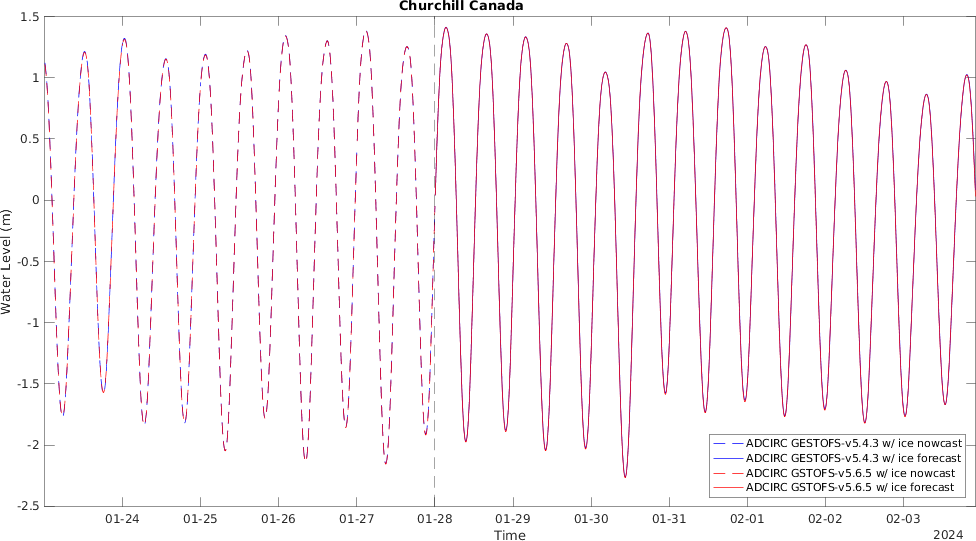 Churchill Canada
1.5
1
0.5
0
-0.5
-1
-1.5
-2
-2.5
Water Level (m)
ADCIRC GESTOFS-v5.4.3 w/ ice nowcast
ADCIRC GESTOFS-v5.4.3 w/ ice forecast
ADCIRC GSTOFS-v5.6.5 w/ ice nowcast
ADCIRC GSTOFS-v5.6.5 w/ ice forecast
01-24 01-25 01-26 01-27 01-28 01-29 01-30 01-31 02-01 02-02 02-03
Time
2024